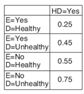 HD=Yes
E=Yes
D=Healthy
0.25
E=Yes
D=Unhealthy
0.45
E=No
D=Healthy
0.55
E=No
D=Unhealthy
0.75